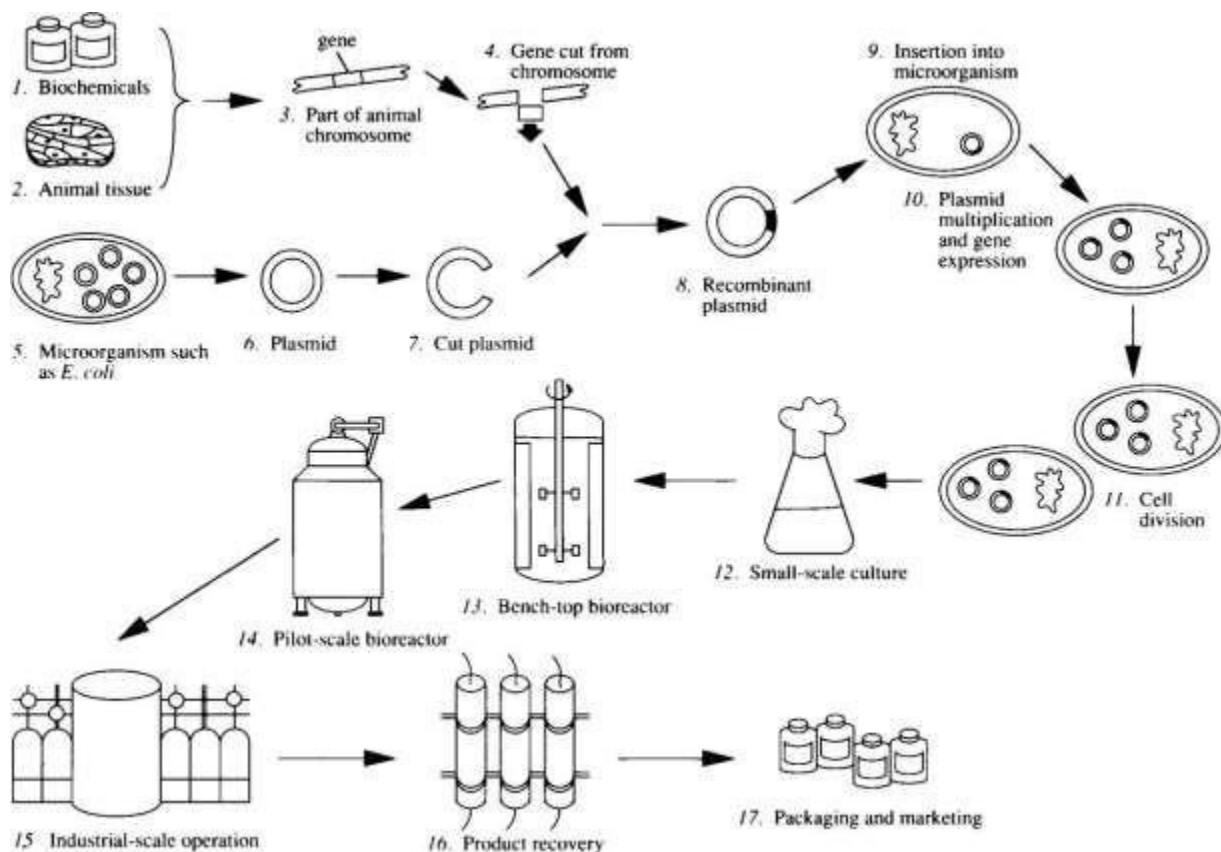 1. Biochemicals
2. Animal tissue
gene
3. Part of animal
chromosome
4. Gene cut from
chromosome
5. Microorganism such
as E. coli
6. Plasmid
7. Cut plasmid
8. Recombinant
plasmid
9. Insertion into
microorganism
10. Plasmid
multiplication
and gene
expression
11. Cell
division
12. Small-scale culture
13. Bench-top bioreactor
14. Pilot-scale bioreactor
15 Industrial-scale operation
16. Product recovery
17. Packaging and marketing